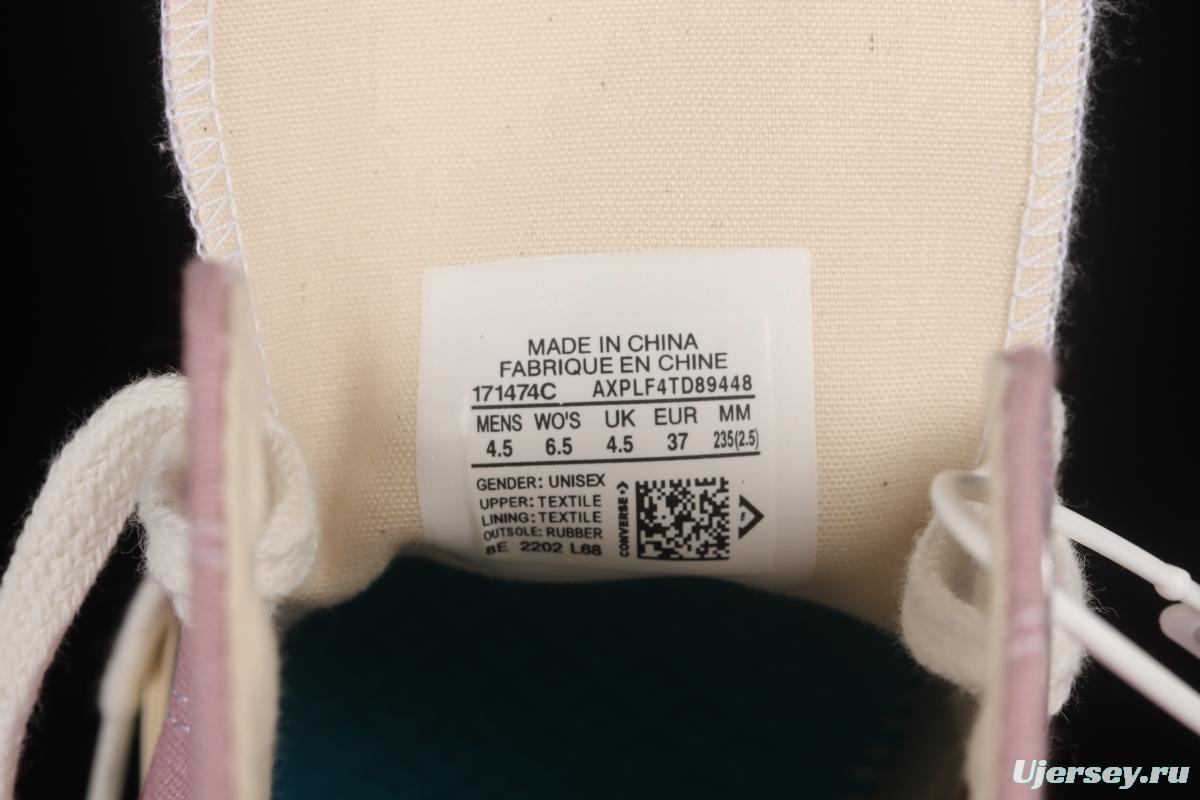 MADE IN CHINA
FABRIQUE EN CHINE
171474C AXPLF4TD89448
MENS WO'S UK EUR MM
4.5 6.5 4.5 37 235(2.5)
GENDER: UNISEX
UPPER: TEXTILE
LINING: TEXTILE
OUTSOLE: RUBBER
8E 2202 L68
CONVERSE
Ujersey.ru